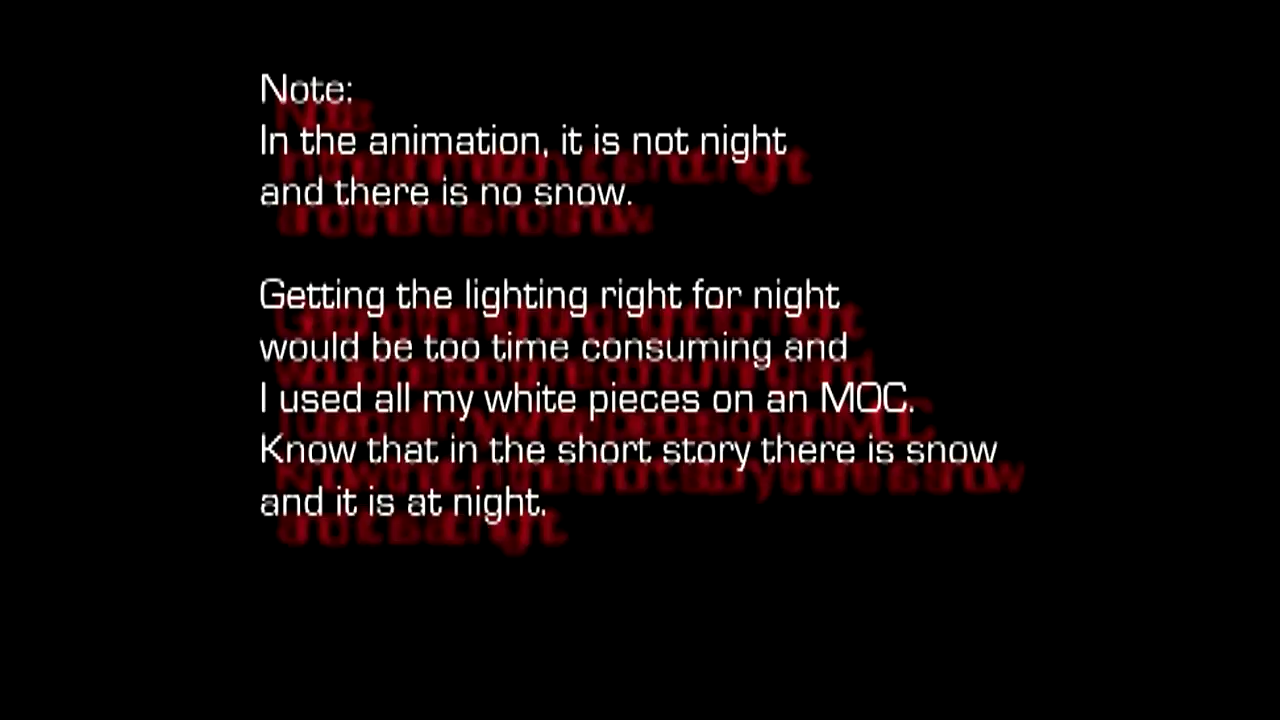 Note:
In the animation, it is not night
and there is no snow.
Getting the lighting right for night
would be too time consuming and
I used all my white pieces on an MOC.
Know that in the short story there is snow
and it is at night.